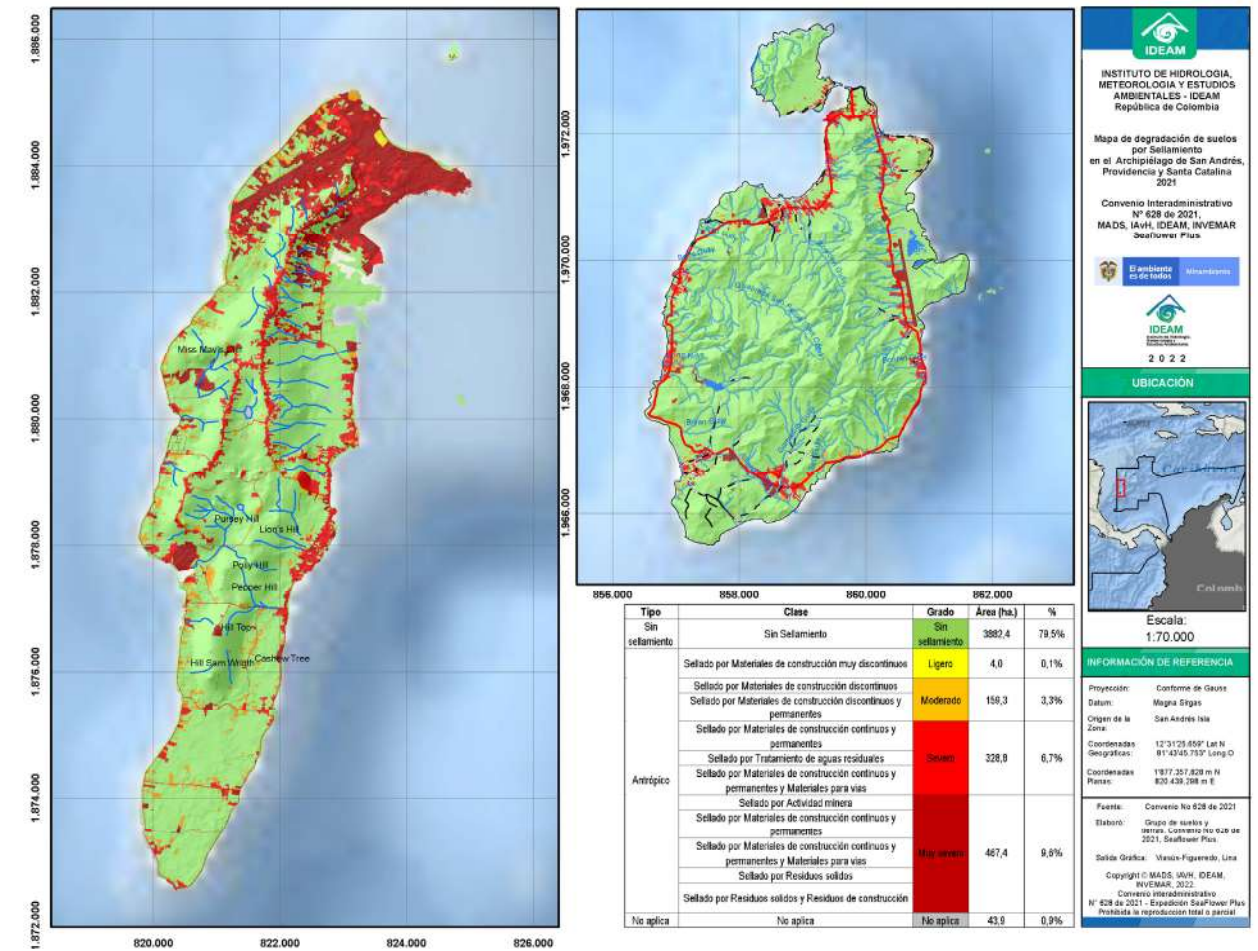 1.886.000
1.884.000
1.882.000
1.880.000
1.878.000
1.876.000
1.874.000
1.872.000
820.000
822.000
824.000
826.000
Miss Mavis
Pursey Hill
Lion's Hill
Polly Hill
Pepper Hill
Hill Top
Hill Sam Wrigth
Cashew Tree
1.972.000
1.970.000
1.968.000
1.966.000
856.000
858.000
860.000
862.000
Tipo Clase Grado Área (ha.) %
Sin sellamiento Sin Sellamiento Sin sellamiento 3882,4 79,5%
Antrópico
Sellado por Materiales de construcción muy discontinuos Ligero 4,0 0,1%
Sellado por Materiales de construcción discontinuos
Sellado por Materiales de construcción discontinuos y
permanentes
Moderado 159,3 3,3%
Sellado por Materiales de construcción continuos y
permanentes
Sellado por Tratamiento de aguas residuales
Sellado por Materiales de construcción continuos y
permanentes y Materiales para vias
Severo 328,8 6,7%
Sellado por Actividad minera
Sellado por Materiales de construcción continuos y
permanentes
Sellado por Materiales de construcción continuos y
permanentes y Materiales para vias
Sellado por Residuos solidos
Sellado por Residuos solidos y Residuos de construcción
Muy severo 467,4 9,6%
No aplica No aplica No aplica 43,9 0,9%
IDEAM
INSTITUTO DE HIDROLOGIA,
METEOROLOGIA Y ESTUDIOS
AMBIENTALES - IDEAM
República de Colombia
Mapa de degradación de suelos
por Sellamiento
en el Archipiélago de San Andrés,
Providencia y Santa Catalina
2021
Convenio Interadministrativo
N° 628 de 2021,
MADS, IAvH, IDEAM, INVEMAR
Seaflower Plus
El ambiente
es de todos
Minambiente
IDEAM
2 0 2 2
UBICACIÓN
Colomb
Escala:
1:70.000
INFORMACIÓN DE REFERENCIA
Proyección: Conforme de Gauss
Datum: Magna Sirgas
Origen de la
Zona:
San Andrés Isla
Coordenadas
Geográficas:
12°31'25.659" Lat N
81°43'45.753" Long.O
Coordenadas
Planas:
1'877.357,828 m N
820.439,298 m E
Fuente: Convenio No 628 de 2021
Elaboró: Grupo de suelos y
tierras. Convenio No 628 de
2021, Seaflower Plus
Salida Gráfica: Viasús-Figueredo, Lina
Copyright © MADS, IAVH, IDEAM,
INVEMAR, 2022.
Convenio interadministrativo
N° 628 de 2021 - Expedición SeaFlower Plus
Prohibida la reproducción total o parcial